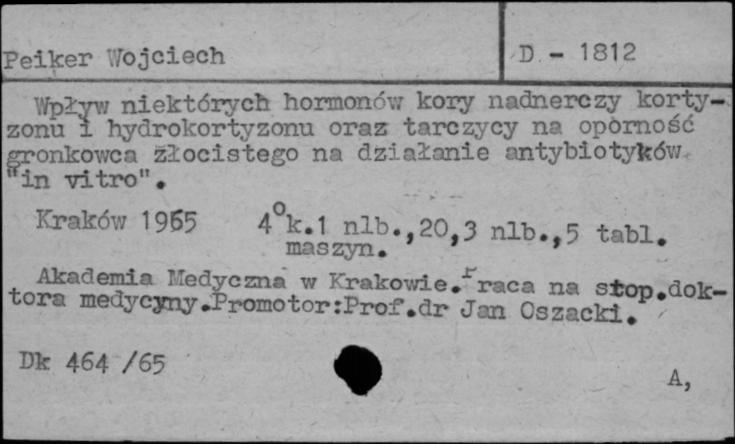 Peiker Wojciech
D - 1812
Wpływ niektórych hormonów kory nadnerczy korty-
zonu i hydrokortyzonu oraz tarczycy na oporność
gronkowca złocistego na działanie antybiotyków
"in vitro".
Kraków 1965 4°k.1 nlb.,20,3 nlb.,5 tabl.
maszyn.
Akademia Medyczna w Krakowie.Praca na stop.dok-
tora medycyny.Promotor:Prof.dr Jan Oszacki.
Dk 464/65
A,